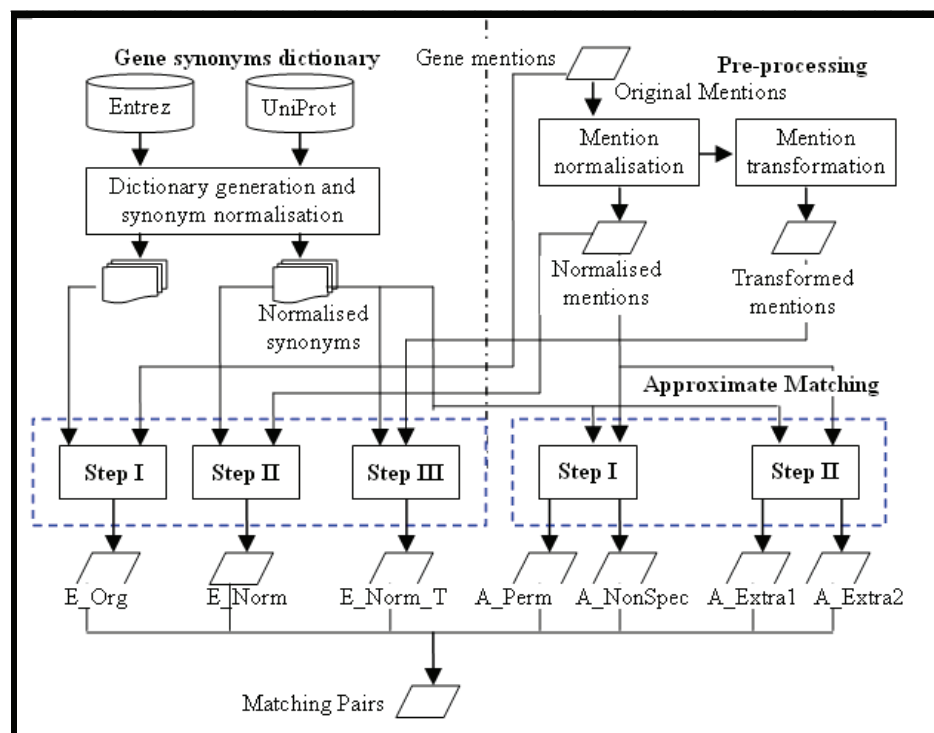 Gene synonyms dictionary
Entrez
UniProt
Dictionary generation and
synonym normalisation
Normalised
synonyms
Gene mentions
Pre-processing
Original Mentions
Mention
normalisation
Mention
transformation
Normalised
mentions
Transformed
mentions
Approximate Matching
Step I
Step II
Step III
Step I
Step II
E_Org
E_Norm
E_Norm_T
A_Perm
A_NonSpec
A_Extra1
A_Extra2
Matching Pairs